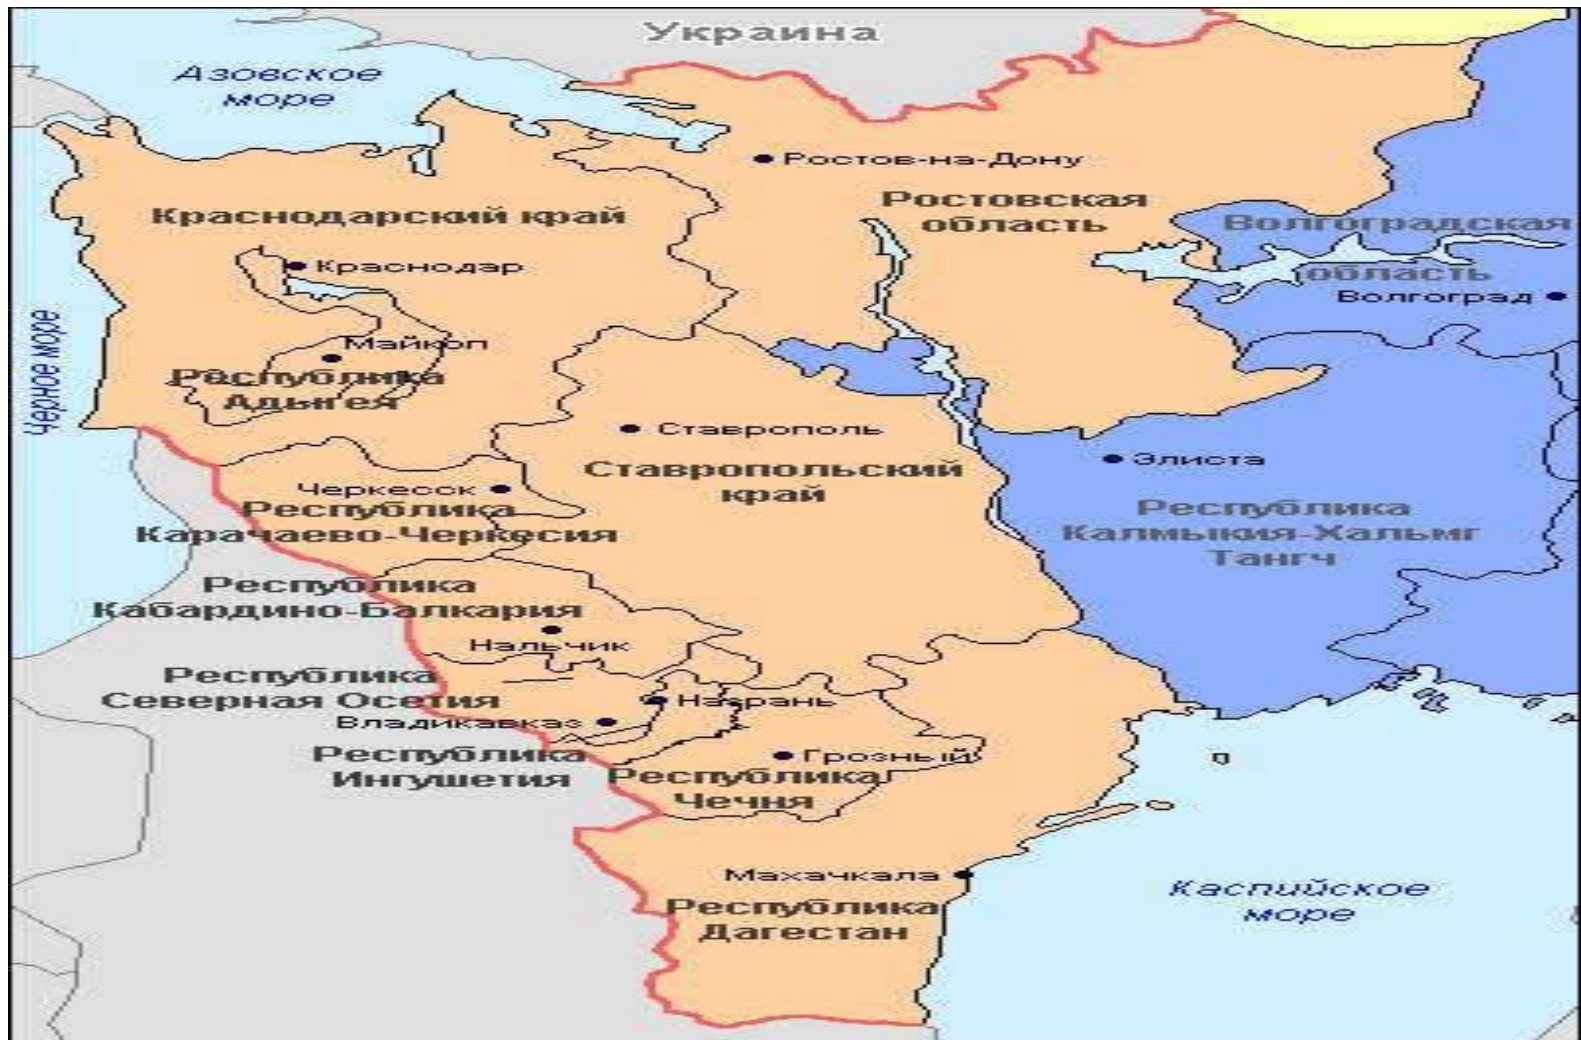 Украина
Азовское
море
Ростов-на-Дону
Ростовская
область
Краснодарский край
Волгоградская
область
Волгоград
Краснодар
Черное море
Майкоп
Республика
Адыгея
Ставрополь
Ставропольский
край
Элиста
Республика
Калмыкия-Хальмг
Тангч
Черкесск
Республика
Карачаево-Черкесия
Республика
Кабардино-Балкария
Нальчик
Республика
Северная Осетия
Назрань
Владикавказ
Республика
Ингушетия
Грозный
Республика
Чечня
Махачкала
Республика
Дагестан
Каспийское
море